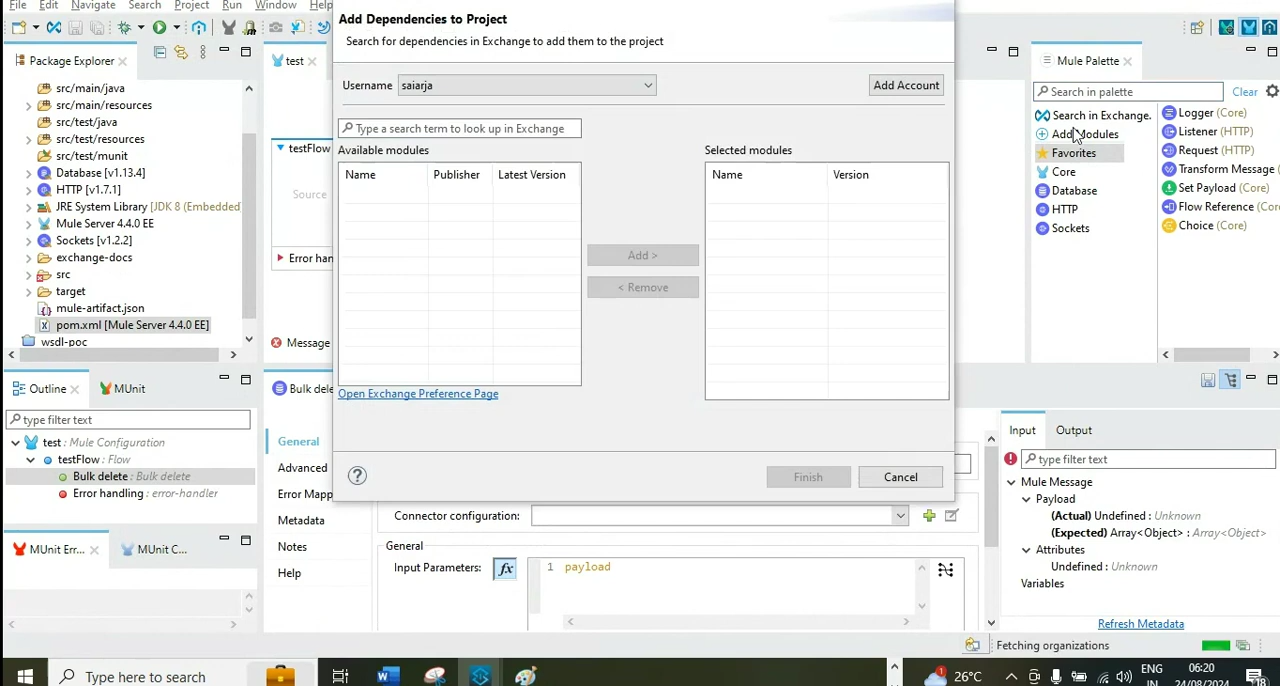 File Edit Navigate Search Project Run Window Help
Add Dependencies to Project
Search for dependencies in Exchange to add them to the project
Username saiarja Add Account
Type a search term to look up in Exchange
Available modules
Name Publisher Latest Version
Selected modules
Name Version
Add >
< Remove
Open Exchange Preference Page
Finish Cancel
Package Explorer
src/main/java
src/main/resources
src/test/java
src/test/resources
src/test/munit
Database [v1.13.4]
HTTP [v1.7.1]
JRE System Library [JDK 8 (Embedded
Mule Server 4.4.0 EE
Sockets [v1.2.2]
exchange-docs
src
target
mule-artifact.json
pom.xml [Mule Server 4.4.0 EE]
wsdl-poc
test
testFlow
Source
Error han
Message
Mule Palette
Search in palette Clear
Search in Exchange.
Add Modules
Favorites
Core
Database
HTTP
Sockets
Logger (Core)
Listener (HTTP)
Request (HTTP)
Transform Message
Set Payload (Core)
Flow Reference (Cor
Choice (Core)
Outline MUnit
type filter text
test : Mule Configuration
testFlow : Flow
Bulk delete : Bulk delete
Error handling : error-handler
MUnit Err... MUnit C...
Bulk dele
General
Advanced
Error Mapp
Metadata
Notes
Help
Connector configuration:
General
Input Parameters: fx 1 payload
Input Output
type filter text
Mule Message
Payload
(Actual) Undefined : Unknown
(Expected) Array<Object> : Array<Object>
Attributes
Undefined : Unknown
Variables
Refresh Metadata
Fetching organizations
Type here to search
26°C
ENG
IN
06:20
24/08/2024
18